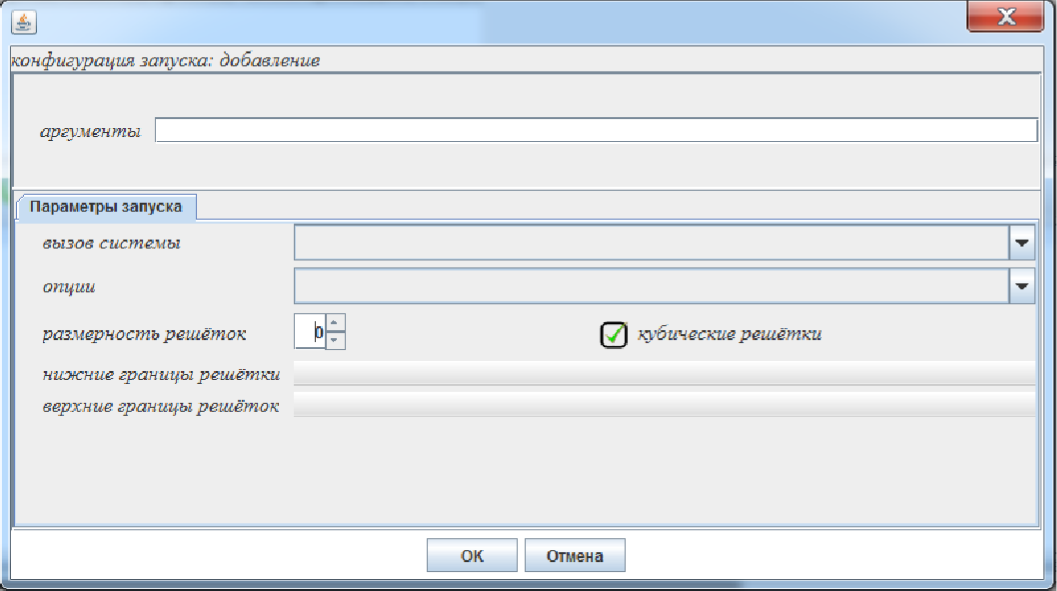 конфигурация запуска: добавление
аргументы
Параметры запуска
вызов системы
опции
размерность решёток 0 кубические решётки
нижние границы решётки
верхние границы решёток
ОК Отмена